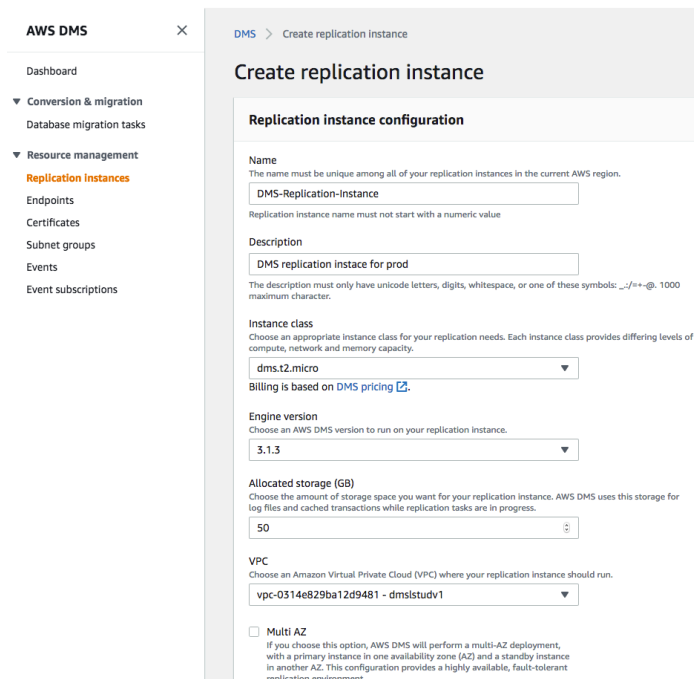 AWS DMS
Dashboard
Conversion & migration
Database migration tasks
Resource management
Replication instances
Endpoints
Certificates
Subnet groups
Events
Event subscriptions
DMS > Create replication instance
Create replication instance
Replication instance configuration
Name
The name must be unique among all of your replication instances in the current AWS region.
DMS-Replication-Instance
Replication instance name must not start with a numeric value
Description
DMS replication instace for prod
The description must only have unicode letters, digits, whitespace, or one of these symbols: _.:/=+-@. 1000
maximum character.
Instance class
Choose an appropriate instance class for your replication needs. Each instance class provides differing levels of
compute, network and memory capacity.
dms.t2.micro
Billing is based on DMS pricing.
Engine version
Choose an AWS DMS version to run on your replication instance.
3.1.3
Allocated storage (GB)
Choose the amount of storage space you want for your replication instance. AWS DMS uses this storage for
log files and cached transactions while replication tasks are in progress.
50
VPC
Choose an Amazon Virtual Private Cloud (VPC) where your replication instance should run.
vpc-0314e829ba12d9481 - dmslstudv1
Multi AZ
If you choose this option, AWS DMS will perform a multi-AZ deployment,
with a primary instance in one availability zone (AZ) and a standby instance
in another AZ. This configuration provides a highly available, fault-tolerant
replication environment.